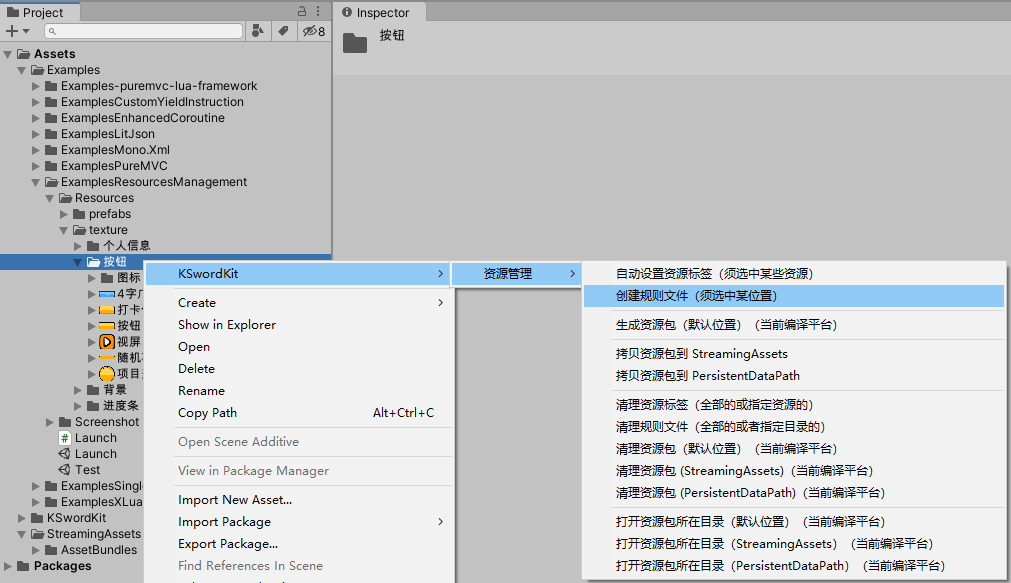 Project
8
Assets
Examples
Examples-puremvc-lua-framework
ExamplesCustomYieldInstruction
ExamplesEnhancedCoroutine
ExamplesLitJson
ExamplesMono.Xml
ExamplesPureMVC
ExamplesResourcesManagement
Resources
prefabs
texture
个人信息
按钮
图标
4字
打卡
按钮
视屏
随机
项目
背景
进度条
Screenshot
Launch
Launch
Test
ExamplesSingl
ExamplesXLua
KSwordKit
StreamingAssets
AssetBundles
Packages
Inspector
按钮
KSwordKit
Create
Show in Explorer
Open
Delete
Rename
Copy Path Alt+Ctrl+C
Open Scene Additive
View in Package Manager
Import New Asset...
Import Package
Export Package...
Find References In Scene
资源管理
自动设置资源标签（须选中某些资源）
创建规则文件（须选中某位置）
生成资源包（默认位置）（当前编译平台）
拷贝资源包到 StreamingAssets
拷贝资源包到 PersistentDataPath
清理资源标签（全部的或指定资源的）
清理规则文件（全部的或者指定目录的）
清理资源包（默认位置）（当前编译平台）
清理资源包 (StreamingAssets)（当前编译平台）
清理资源包 (PersistentDataPath)（当前编译平台）
打开资源包所在目录（默认位置）（当前编译平台）
打开资源包所在目录（StreamingAssets）（当前编译平台）
打开资源包所在目录（PersistentDataPath）（当前编译平台）